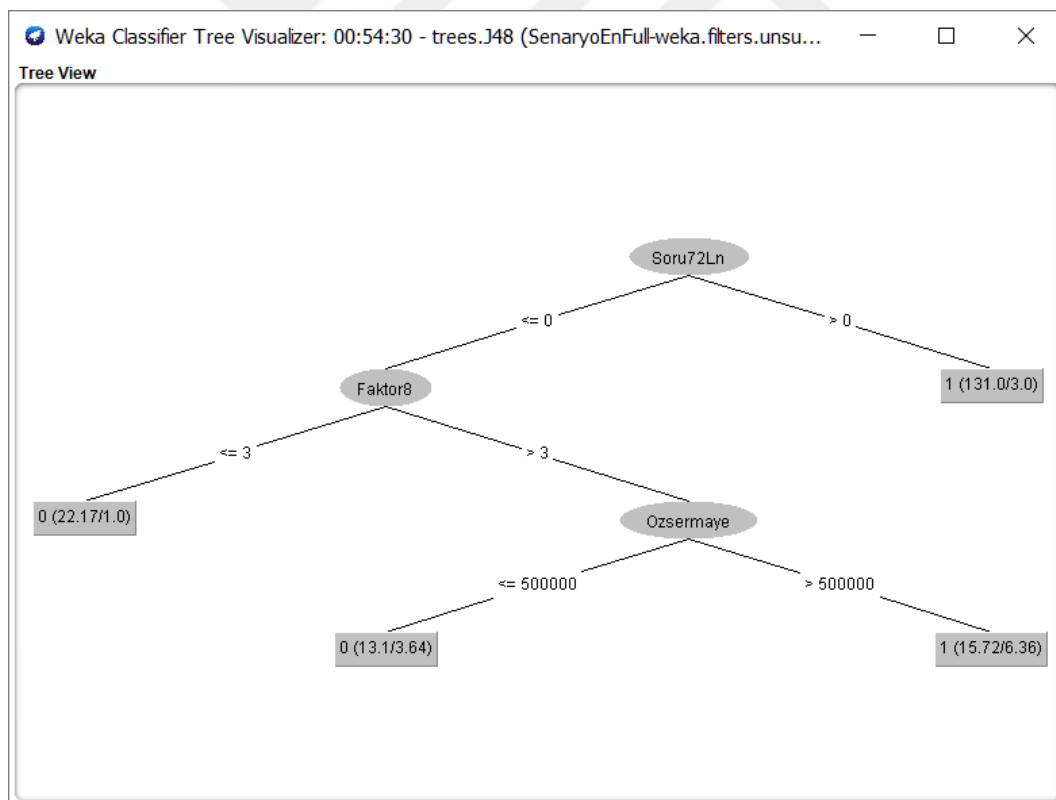 Weka Classifier Tree Visualizer: 00:54:30 - trees.J48 (SenaryoEnFull-weka.filters.unsu...
Tree View
Soru72Ln
<= 0
> 0
Faktor8
1 (131.0/3.0)
<= 3
> 3
0 (22.17/1.0)
Ozsermaye
<= 500000
> 500000
0 (13.1/3.64)
1 (15.72/6.36)